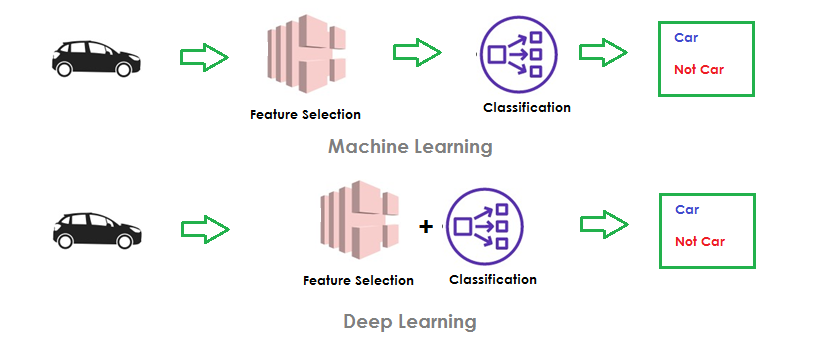 Car
Not Car
Feature Selection
Classification
Machine Learning
Car
+
Not Car
Feature Selection
Classification
Deep Learning